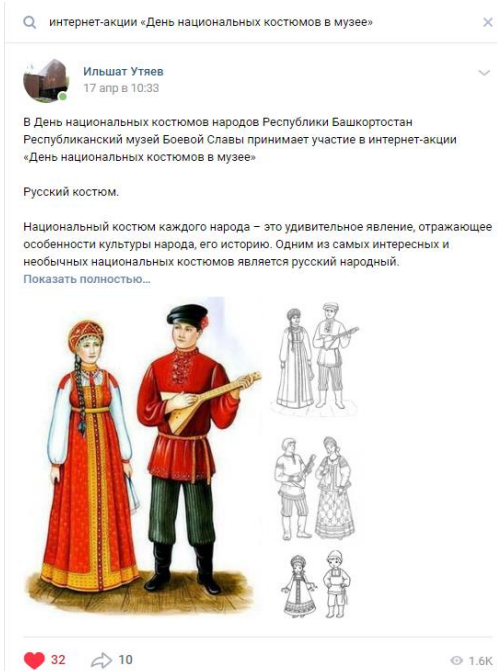 интернет-акции «День национальных костюмов в музее»
Ильшат Утяев
17 апр в 10:33
В День национальных костюмов народов Республики Башкортостан
Республиканский музей Боевой Славы принимает участие в интернет-акции
«День национальных костюмов в музее»
Русский костюм.
Национальный костюм каждого народа – это удивительное явление, отражающее
особенности культуры народа, его историю. Одним из самых интересных и
необычных национальных костюмов является русский народный.
Показать полностью...
32
10
1.6K